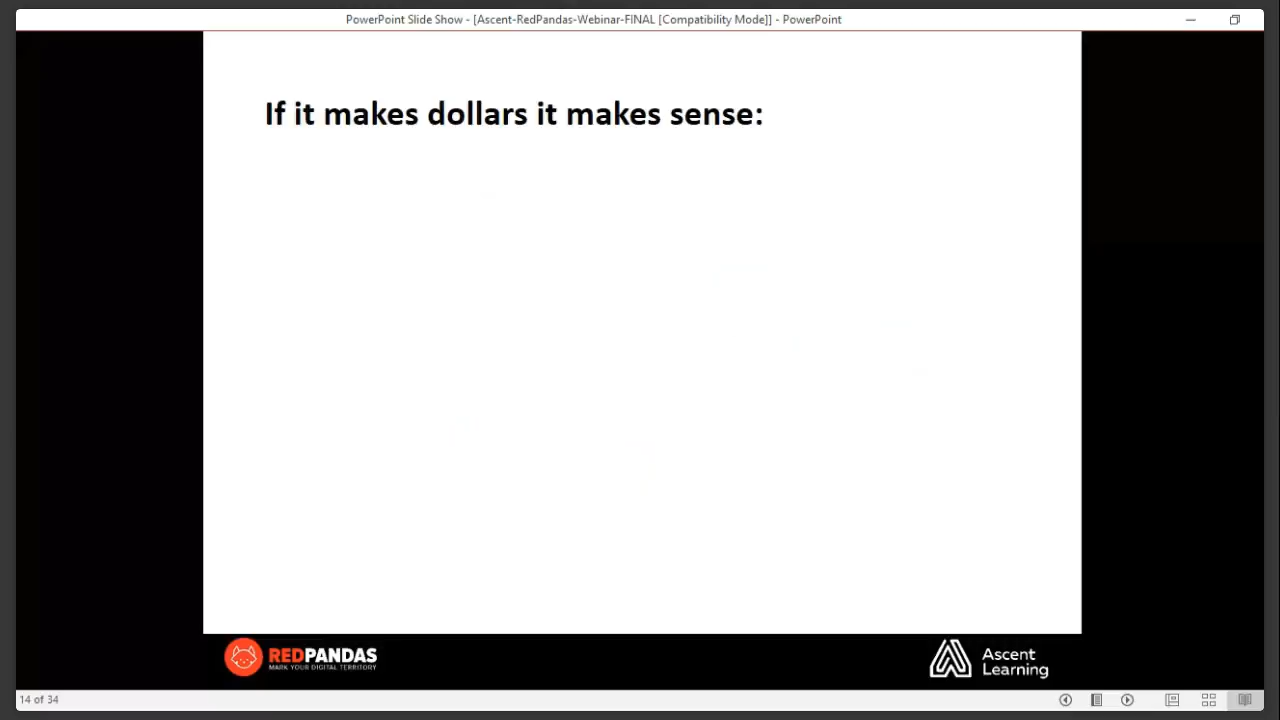 PowerPoint Slide Show - [Ascent-RedPandas-Webinar-FINAL [Compatibility Mode]] - PowerPoint
If it makes dollars it makes sense:
REDPANDAS
MARK YOUR DIGITAL TERRITORY
Ascent
Learning
14 of 34